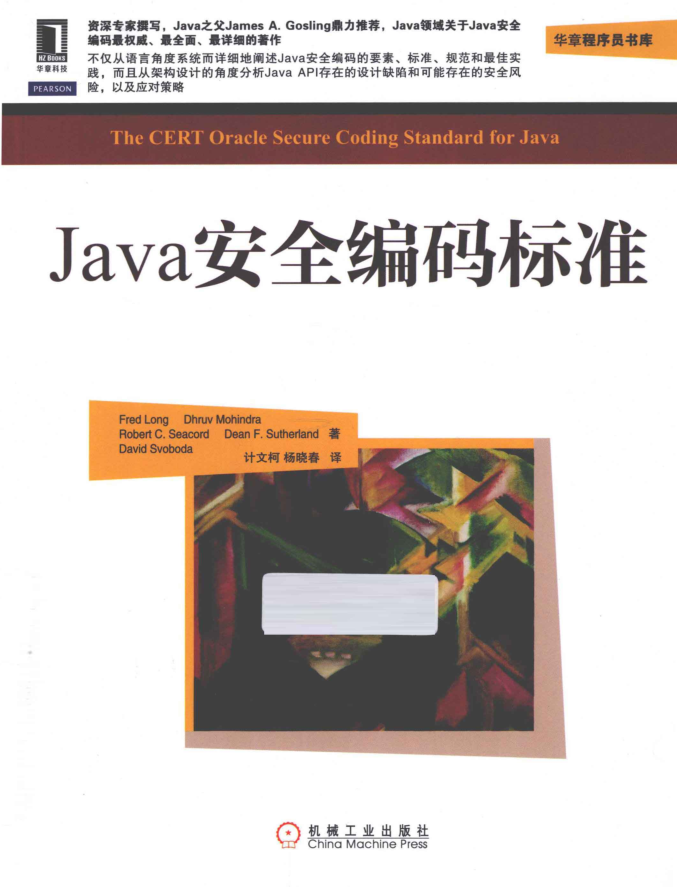 资深专家撰写，Java之父James A. Gosling鼎力推荐，Java领域关于Java安全
编码最权威、最全面、最详细的著作
不仅从语言角度系统而详细地阐述Java安全编码的要素、标准、规范和最佳实
践，而且从架构设计的角度分析Java API存在的设计缺陷和可能存在的安全风
险，以及应对策略
HZ BOOKS
华章科技
PEARSON
华章程序员书库
The CERT Oracle Secure Coding Standard for Java
Java安全编码标准
Fred Long Dhruv Mohindra
Robert C. Seacord Dean F. Sutherland 著
David Svoboda
计文柯 杨晓春 译
机械工业出版社
China Machine Press